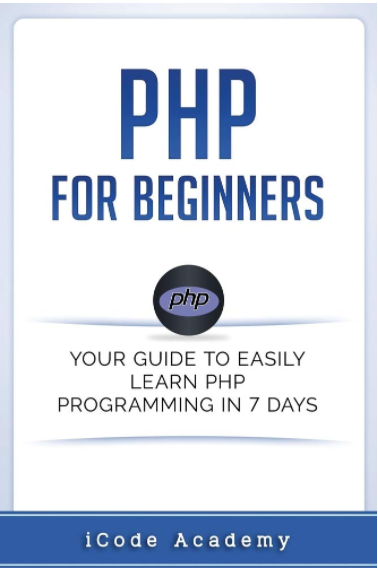 PHP
FOR BEGINNERS
php
YOUR GUIDE TO EASILY
LEARN PHP
PROGRAMMING IN 7 DAYS
iCode Academy